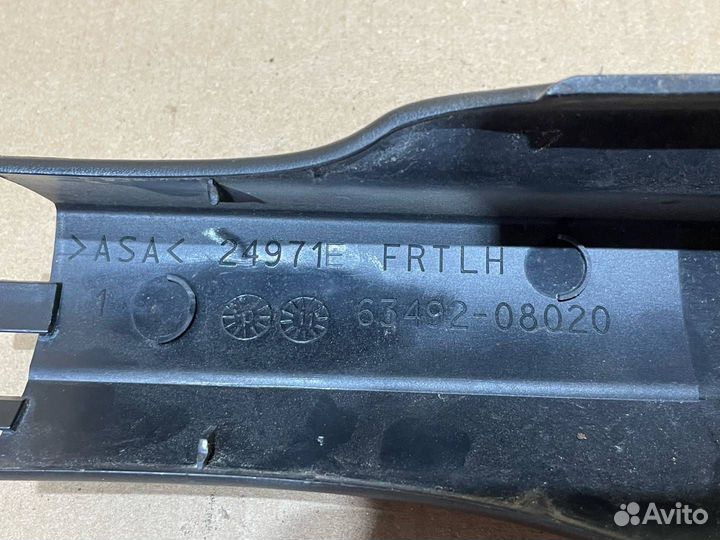 >ASA< 24971E FRTLH
1 63492-08020
Avito